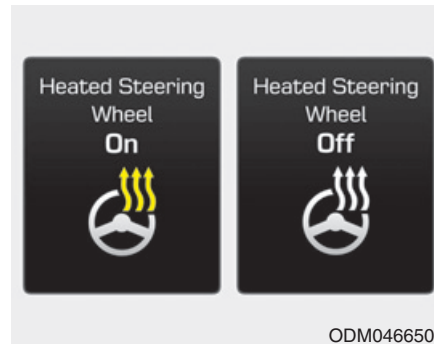 Heated Steering
Wheel
On
Heated Steering
Wheel
Off
ODM046650